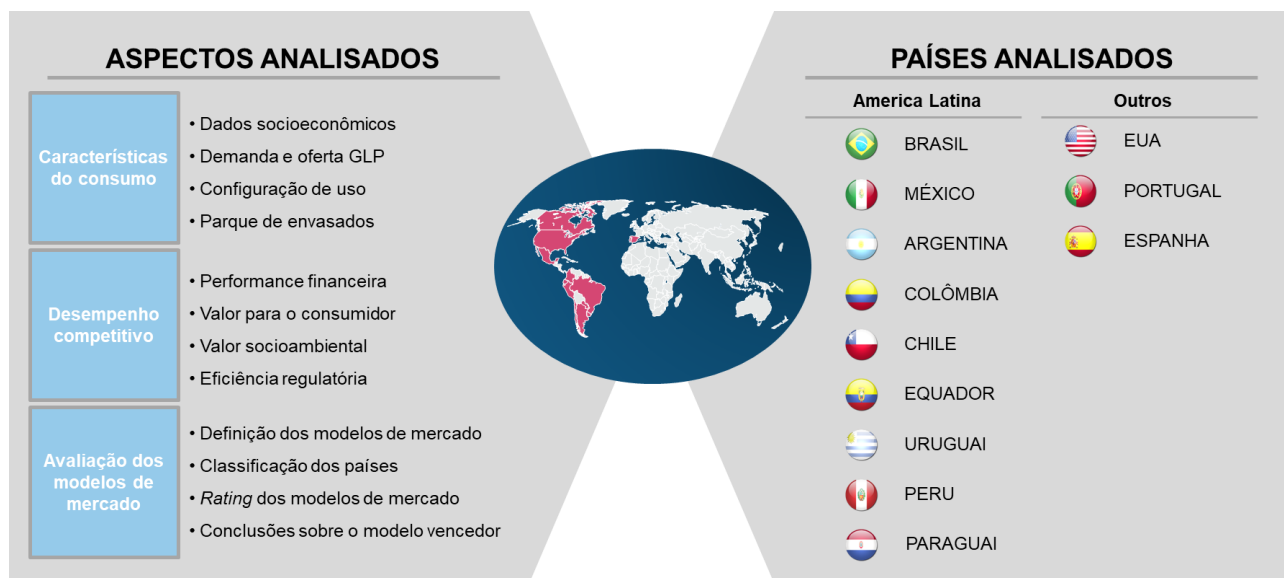 ASPECTOS ANALISADOS
Características
do consumo
• Dados socioeconômicos
• Demanda e oferta GLP
• Configuração de uso
• Parque de envasados
Desempenho
competitivo
• Performance financeira
• Valor para o consumidor
• Valor socioambiental
• Eficiência regulatória
Avaliação dos
modelos de
mercado
• Definição dos modelos de mercado
• Classificação dos países
• Rating dos modelos de mercado
• Conclusões sobre o modelo vencedor
PAÍSES ANALISADOS
America Latina
BRASIL
MÉXICO
ARGENTINA
COLÔMBIA
CHILE
EQUADOR
URUGUAI
PERU
PARAGUAI
Outros
EUA
PORTUGAL
ESPANHA